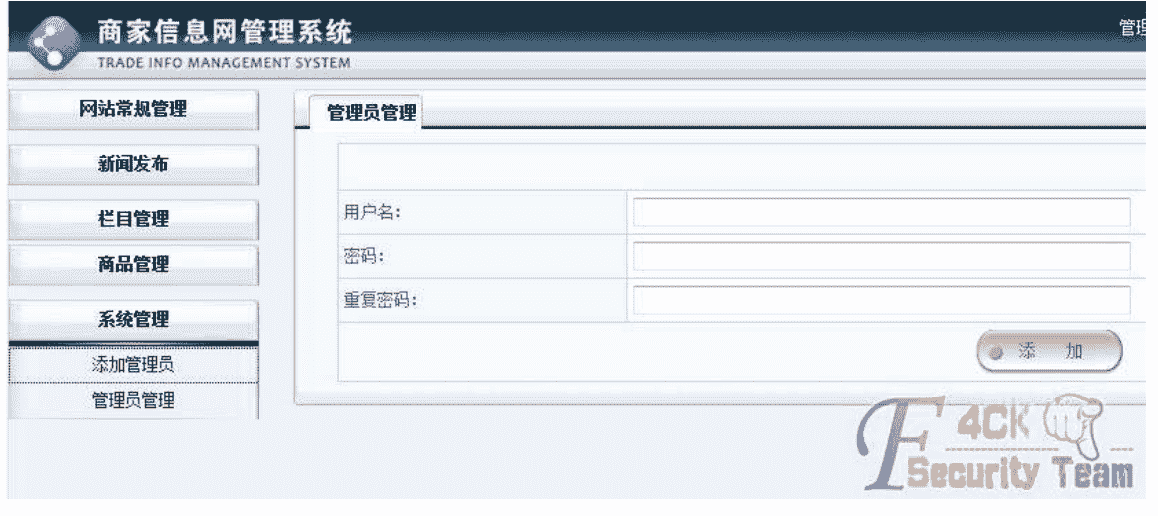 商家信息网管理系统
管理
TRADE INFO MANAGEMENT SYSTEM
网站常规管理
管理员管理
新闻发布
栏目管理
用户名：
密码：
商品管理
重复密码：
系统管理
添 加
添加管理员
管理员管理
F4CK
Security Team